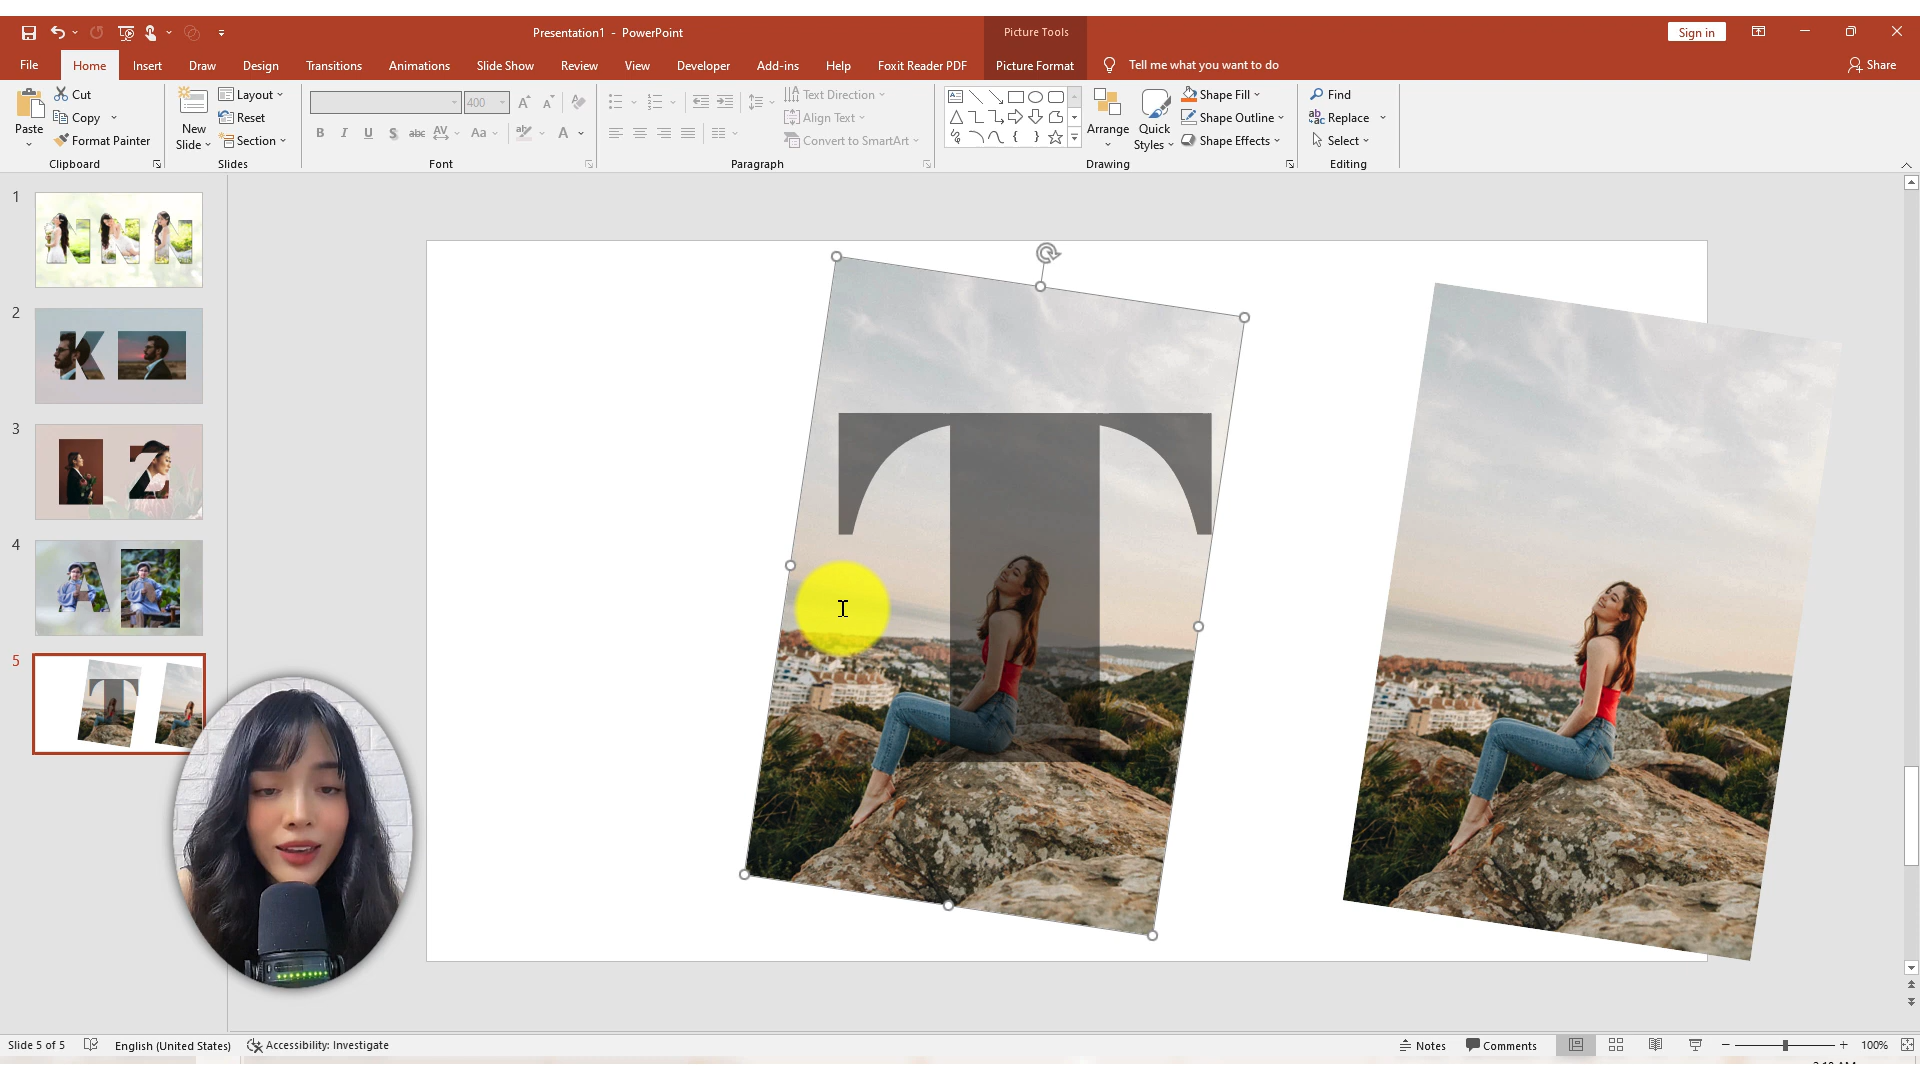 Presentation1 - PowerPoint
Picture Tools
Sign in
File
Home
Insert
Draw
Design
Transitions
Animations
Slide Show
Review
View
Developer
Add-ins
Help
Foxit Reader PDF
Picture Format
Tell me what you want to do
Share
Paste
Cut
Copy
Format Painter
Clipboard
New
Slide
Layout
Reset
Section
Slides
400
B I U S abc AV Aa A
Font
Text Direction
Align Text
Convert to SmartArt
Paragraph
Arrange
Quick
Styles
Shape Fill
Shape Outline
Shape Effects
Drawing
Find
Replace
Select
Editing
1
N N N
2
K
3
Z
4
A
5
T
T
Slide 5 of 5
English (United States)
Accessibility: Investigate
Notes
Comments
100%